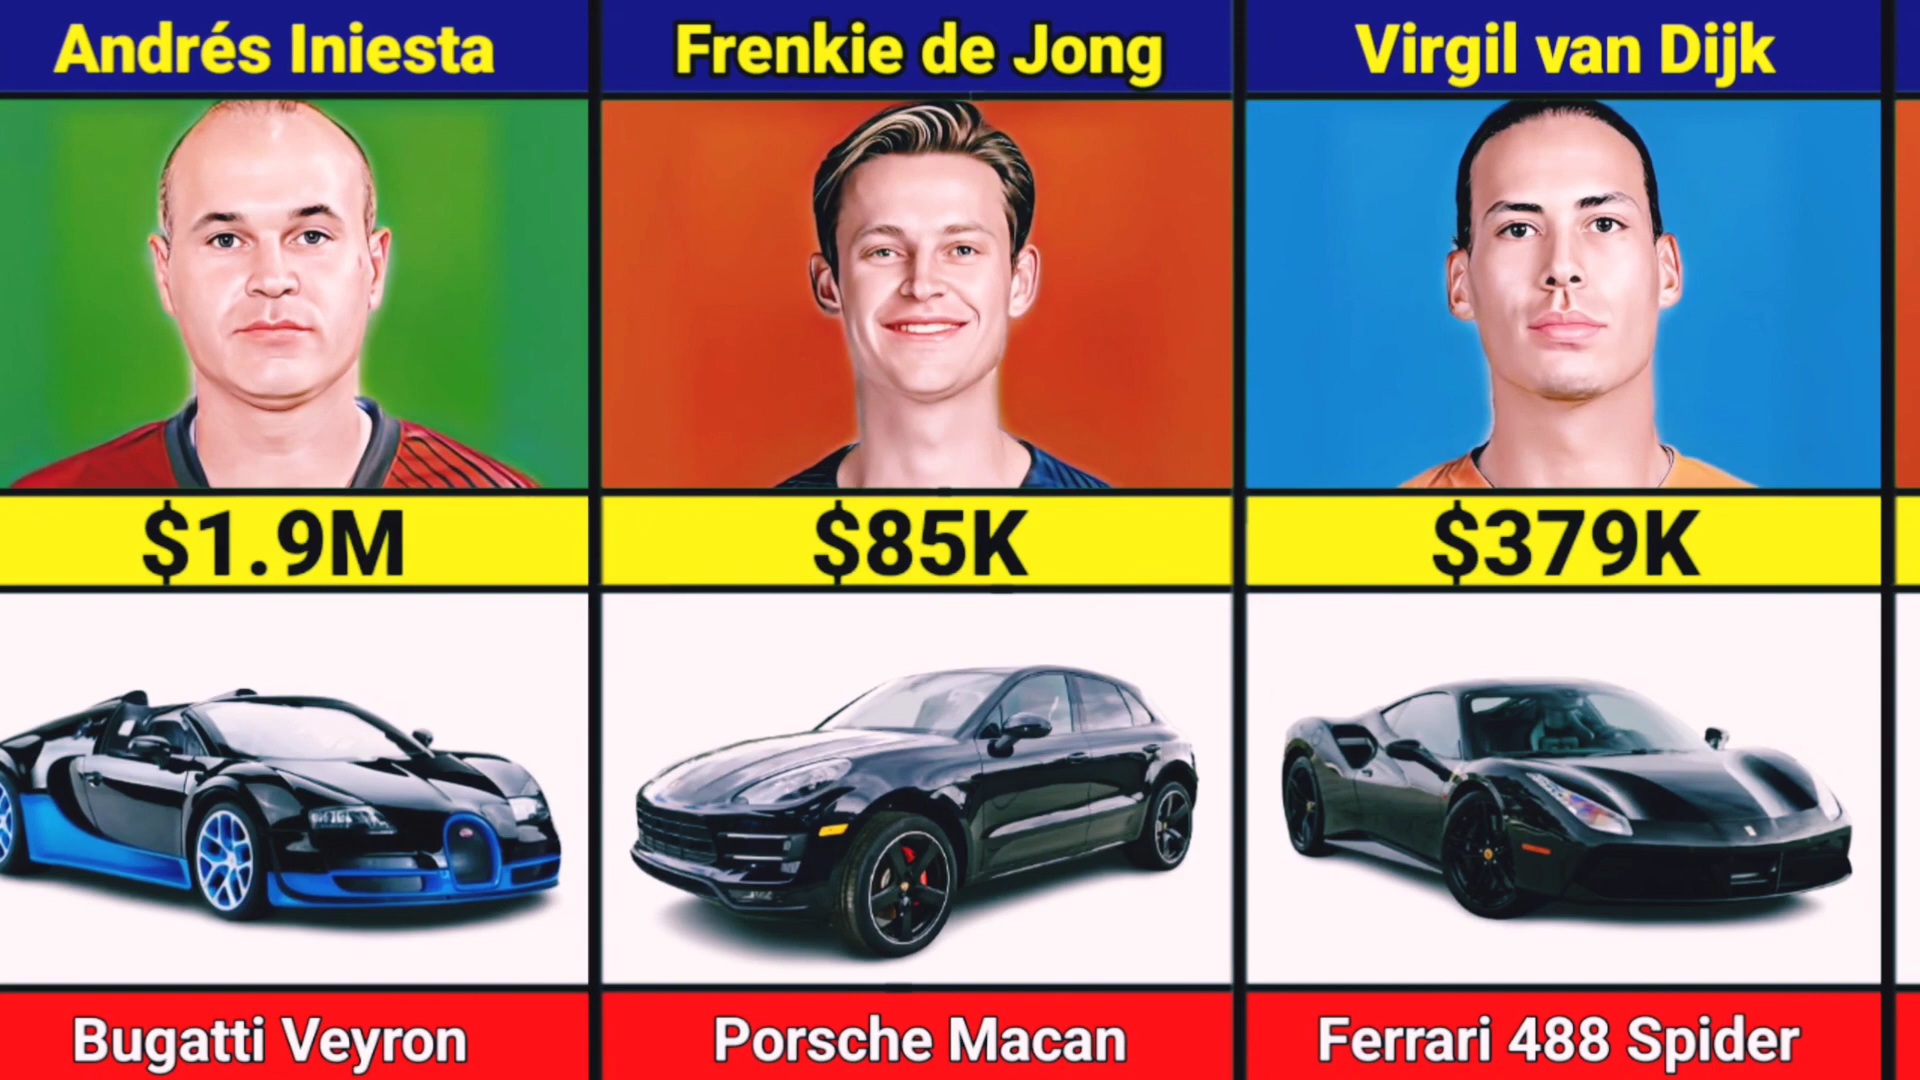 Andrés Iniesta
Frenkie de Jong
Virgil van Dijk
$1.9M
$85K
$379K
Bugatti Veyron
Porsche Macan
Ferrari 488 Spider